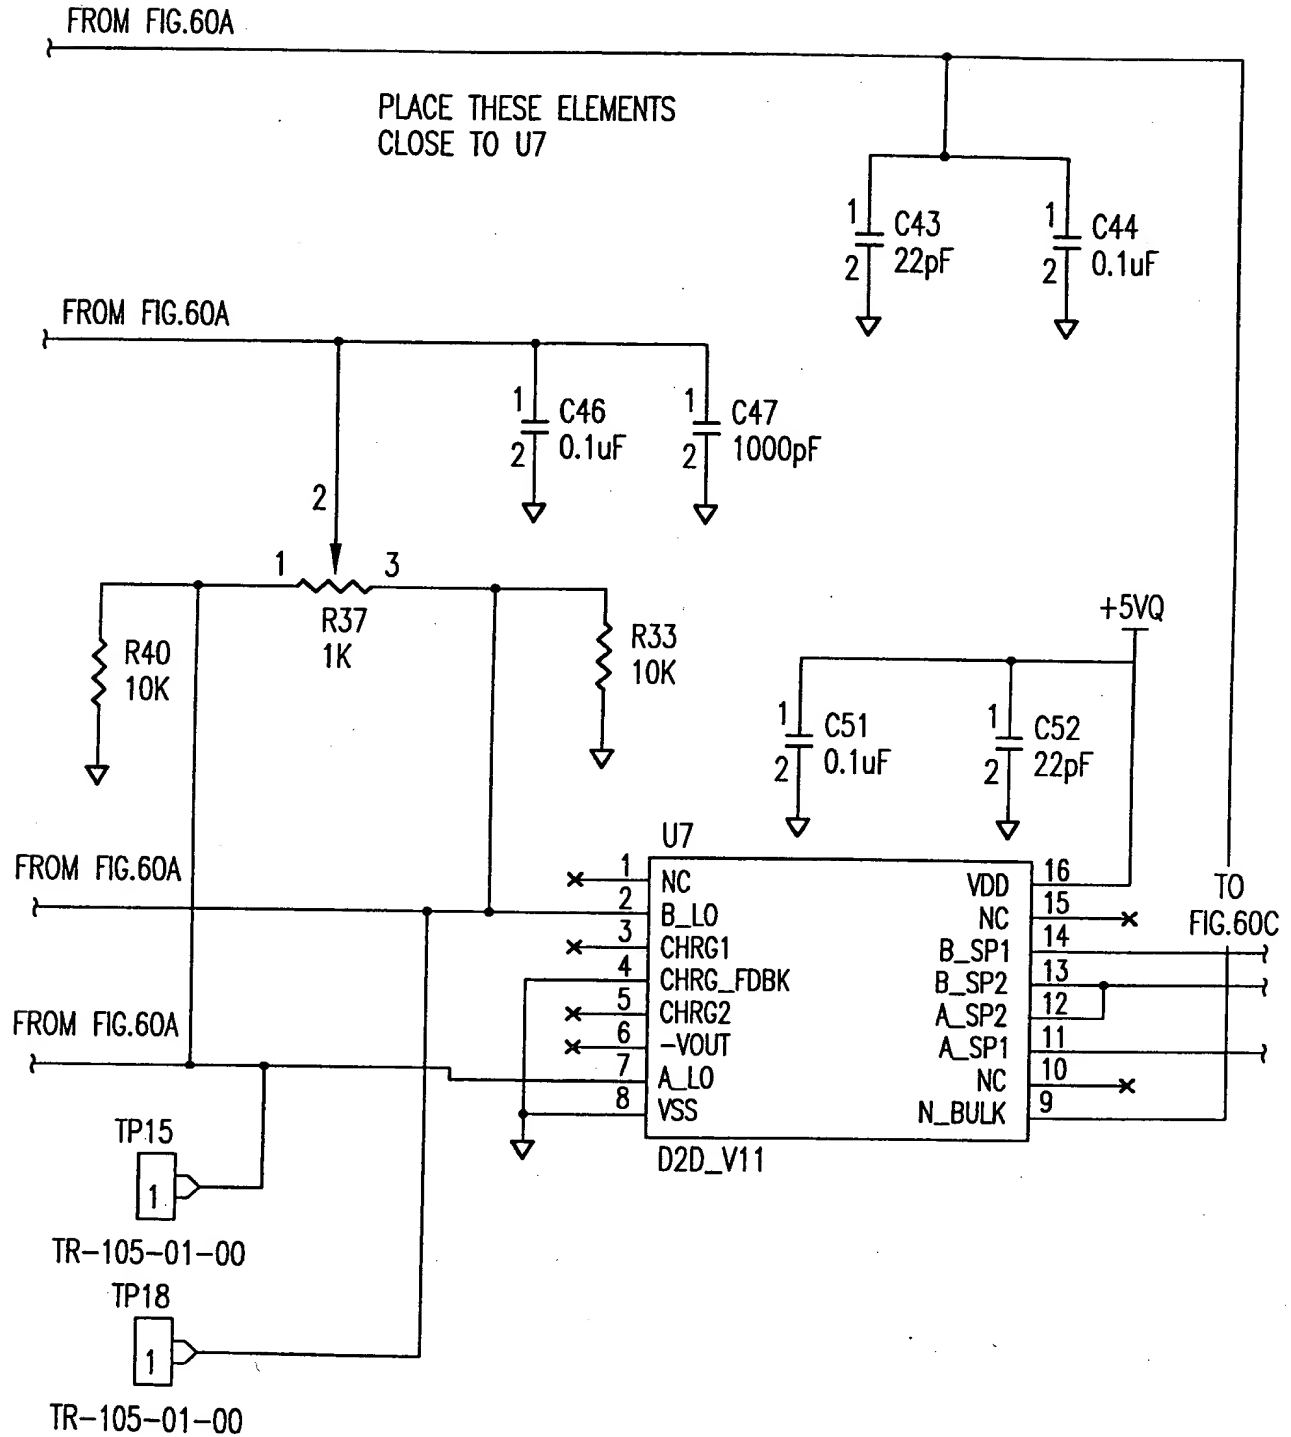 FROM FIG.60A
PLACE THESE ELEMENTS
CLOSE TO U7
1
C43
2
22pF
1
C44
2
0.1uF
FROM FIG.60A
1
C46
2
0.1uF
1
C47
2
1000pF
2
1
3
R37
1K
R40
10K
R33
10K
+5VQ
1
C51
2
0.1uF
1
C52
2
22pF
U7
FROM FIG.60A
1
NC
2
B_LO
3
CHRG1
4
CHRG_FDBK
5
CHRG2
6
-VOUT
7
A_LO
8
VSS
VDD
16
NC
15
B_SP1
14
B_SP2
13
A_SP2
12
A_SP1
11
NC
10
N_BULK
9
TO
FIG.60C
FROM FIG.60A
D2D_V11
TP15
1
TR-105-01-00
TP18
1
TR-105-01-00